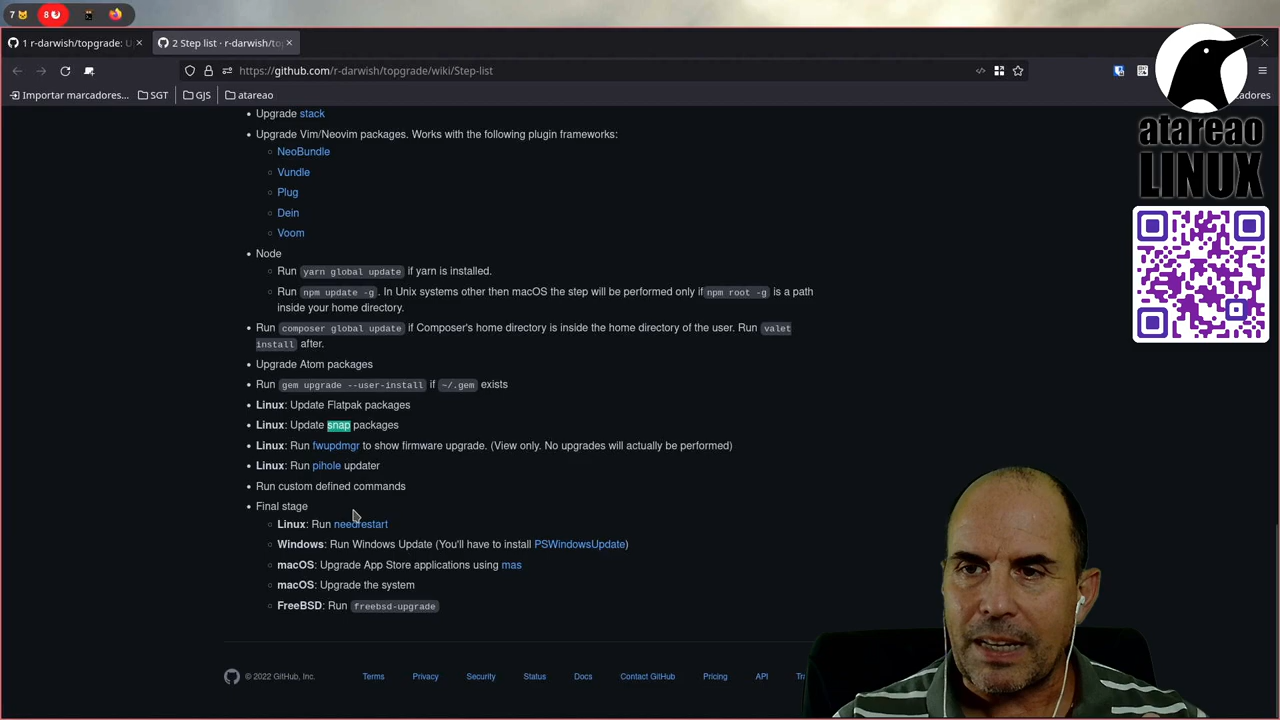 7
8
1 r-darwish/topgrade: U
2 Step list · r-darwish/to
https://github.com/r-darwish/topgrade/wiki/Step-list
Importar marcadores...
SGT
GJS
atareao
cadores
Upgrade stack
Upgrade Vim/Neovim packages. Works with the following plugin frameworks:
NeoBundle
Vundle
Plug
Dein
Voom
Node
Run yarn global update if yarn is installed.
Run npm update -g. In Unix systems other then macOS the step will be performed only if npm root -g is a path
inside your home directory.
Run composer global update if Composer's home directory is inside the home directory of the user. Run valet
install after.
Upgrade Atom packages
Run gem upgrade --user-install if ~/.gem exists
Linux: Update Flatpak packages
Linux: Update snap packages
Linux: Run fwupdmgr to show firmware upgrade. (View only. No upgrades will actually be performed)
Linux: Run pihole updater
Run custom defined commands
Final stage
Linux: Run needrestart
Windows: Run Windows Update (You'll have to install PSWindowsUpdate)
macOS: Upgrade App Store applications using mas
macOS: Upgrade the system
FreeBSD: Run freebsd-upgrade
© 2022 GitHub, Inc.
Terms
Privacy
Security
Status
Docs
Contact GitHub
Pricing
API
Tr
atareao
LINUX